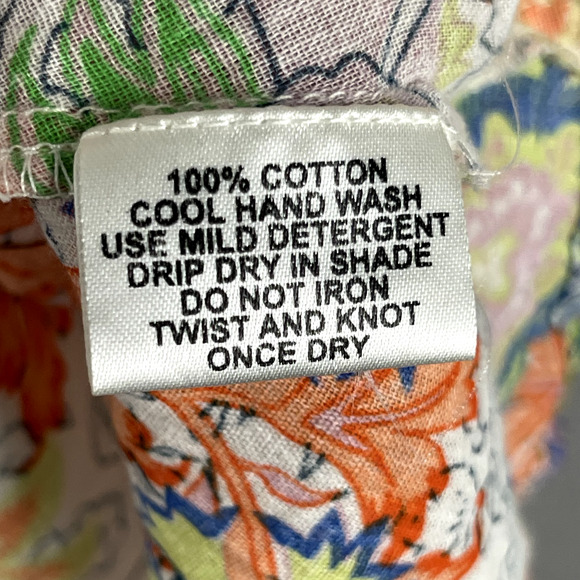 100% COTTON
COOL HAND WASH
USE MILD DETERGENT
DRIP DRY IN SHADE
DO NOT IRON
TWIST AND KNOT
ONCE DRY